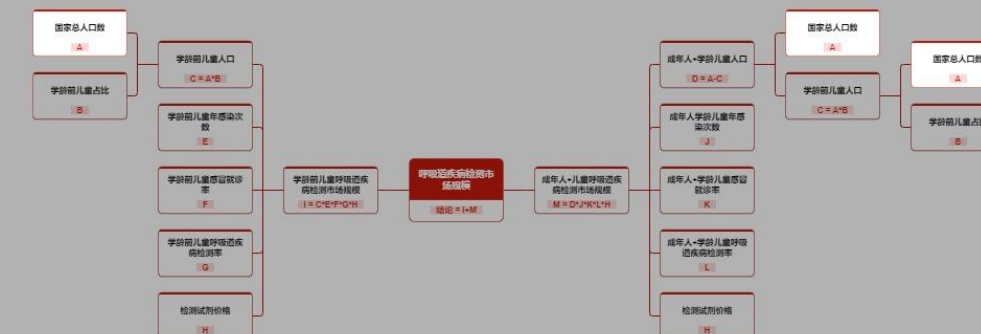 国家总人口数
A
学龄前儿童占比
B
学龄前儿童人口
C = A*B
学龄前儿童年感染次
数
E
学龄前儿童感冒就诊
率
F
学龄前儿童呼吸道疾
病检测率
G
检测试剂价格
H
学龄前儿童呼吸道疾
病检测市场规模
I = C*E*F*G*H
呼吸道疾病检测市
场规模
结论 = I+M
成年人+儿童呼吸道疾
病检测市场规模
M = D*J*K*L*H
成年人+学龄儿童人口
D = A-C
成年人学龄儿童年感
染次数
J
成年人+学龄儿童感冒
就诊率
K
成年人+学龄儿童呼吸
道疾病检测率
L
检测试剂价格
H
国家总人口数
A
学龄前儿童人口
C = A*B
国家总人口数
A
学龄前儿童占比
B